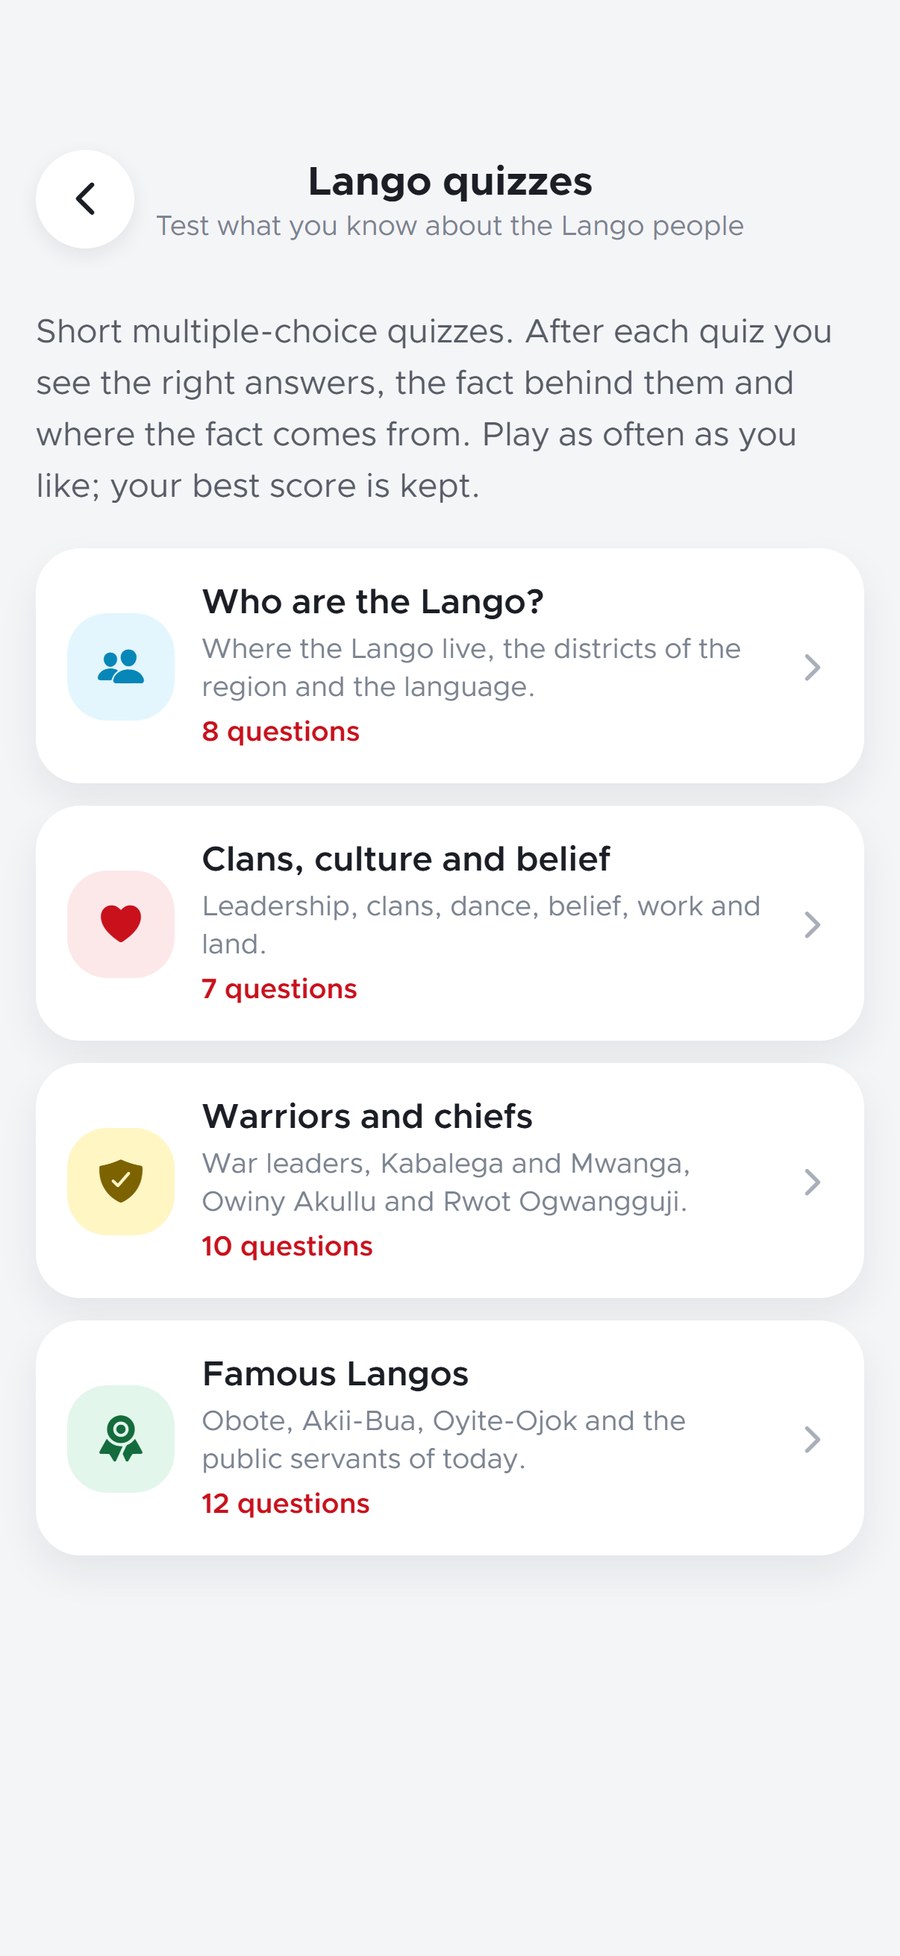 Lango quizzes
Test what you know about the Lango people
Short multiple-choice quizzes. After each quiz you
see the right answers, the fact behind them and
where the fact comes from. Play as often as you
like; your best score is kept.
Who are the Lango?
Where the Lango live, the districts of the
region and the language.
8 questions
Clans, culture and belief
Leadership, clans, dance, belief, work and
land.
7 questions
Warriors and chiefs
War leaders, Kabalega and Mwanga,
Owiny Akullu and Rwot Ogwangguji.
10 questions
Famous Langos
Obote, Akii-Bua, Oyite-Ojok and the
public servants of today.
12 questions